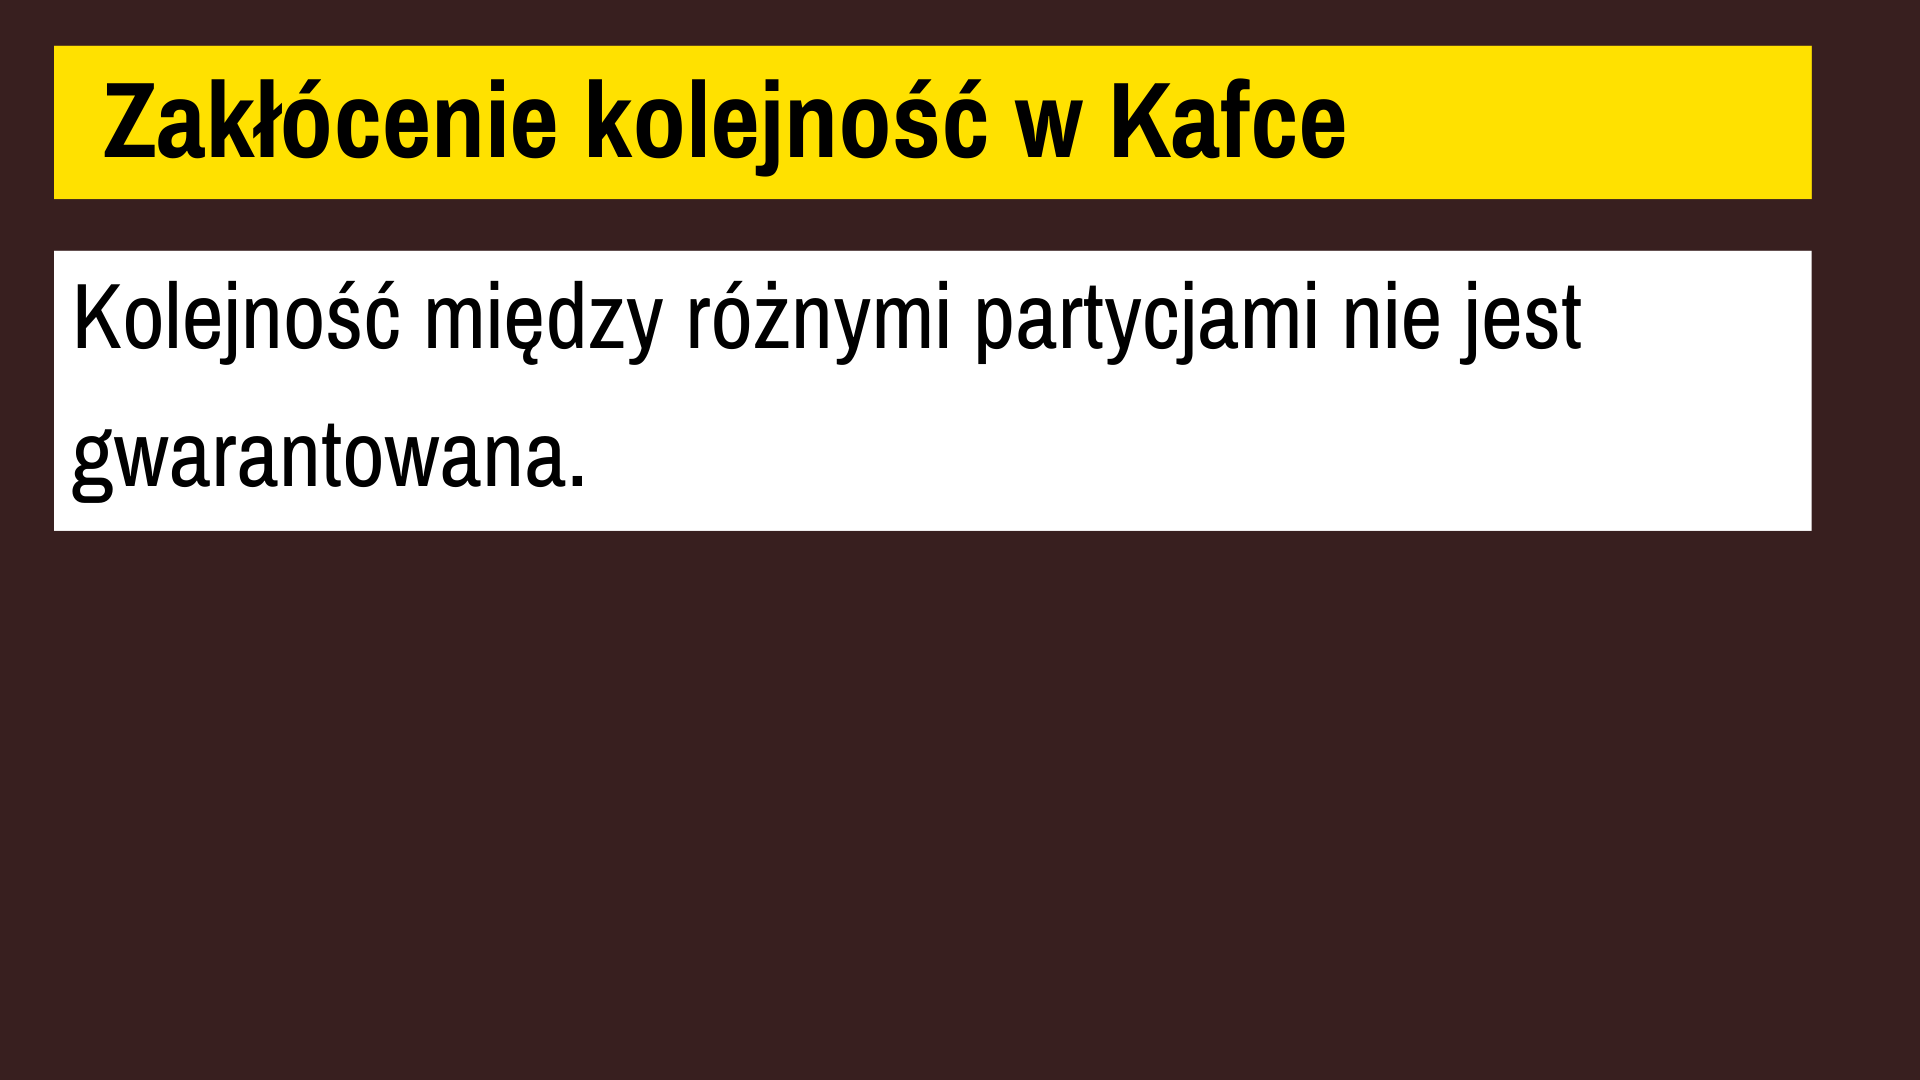 Zakłócenie kolejność w Kafce
Kolejność między różnymi partycjami nie jest
gwarantowana.